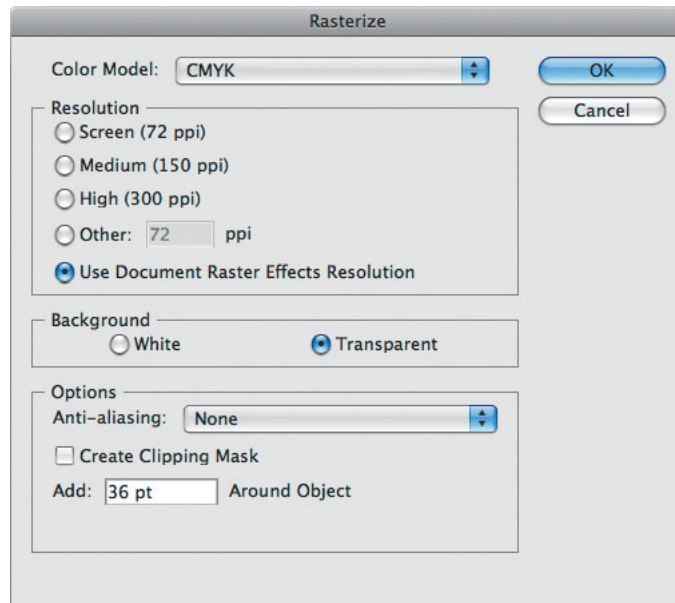 Rasterize
Color Model: CMYK
OK
Cancel
Resolution
Screen (72 ppi)
Medium (150 ppi)
High (300 ppi)
Other: 72 ppi
Use Document Raster Effects Resolution
Background
White Transparent
Options
Anti-aliasing: None
Create Clipping Mask
Add: 36 pt Around Object